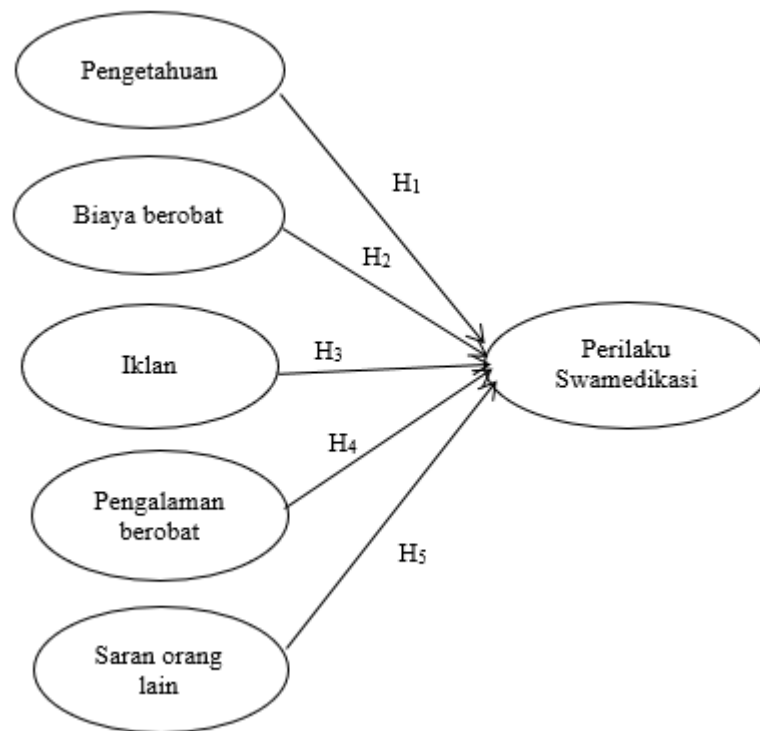 Pengetahuan
H1
Biaya berobat
H2
Iklan
H3
Perilaku
Swamedikasi
H4
Pengalaman
berobat
H5
Saran orang
lain